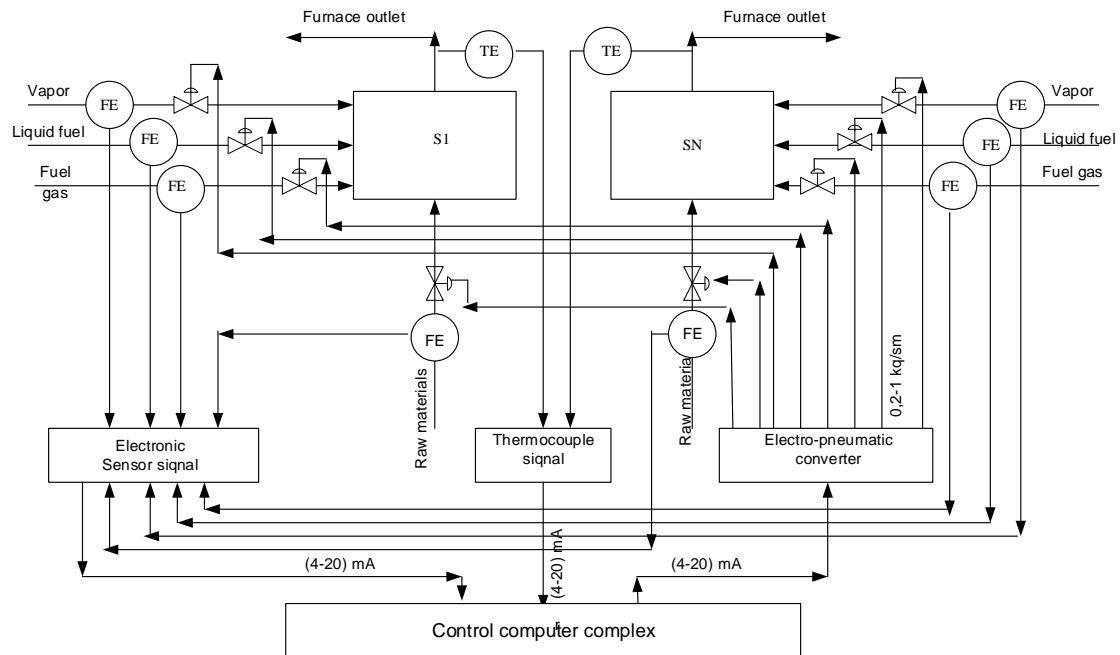 Furnace outlet
Furnace outlet
TE
TE
Vapor
FE
Liquid fuel
FE
Fuel
gas
FE
S1
SN
FE
Vapor
FE
Liquid fuel
FE
Fuel gas
FE
FE
Raw materials
Raw materia
0,2-1 kq/sm
Electronic
Sensor siqnal
Thermocouple
siqnal
Electro-pneumatic
converter
(4-20) mA
(4-20) mA
(4-20) mA
Control computer complex